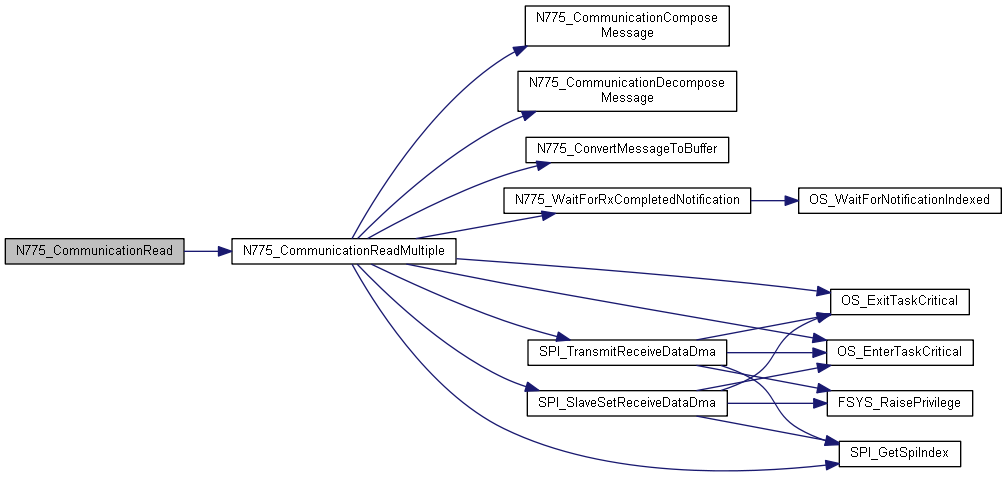 N775_CommunicationCompose
Message
N775_CommunicationDecompose
Message
N775_ConvertMessageToBuffer
N775_WaitForRxCompletedNotification
OS_WaitForNotificationIndexed
N775_CommunicationRead
N775_CommunicationReadMultiple
OS_ExitTaskCritical
SPI_TransmitReceiveDataDma
OS_EnterTaskCritical
SPI_SlaveSetReceiveDataDma
FSYS_RaisePrivilege
SPI_GetSpiIndex